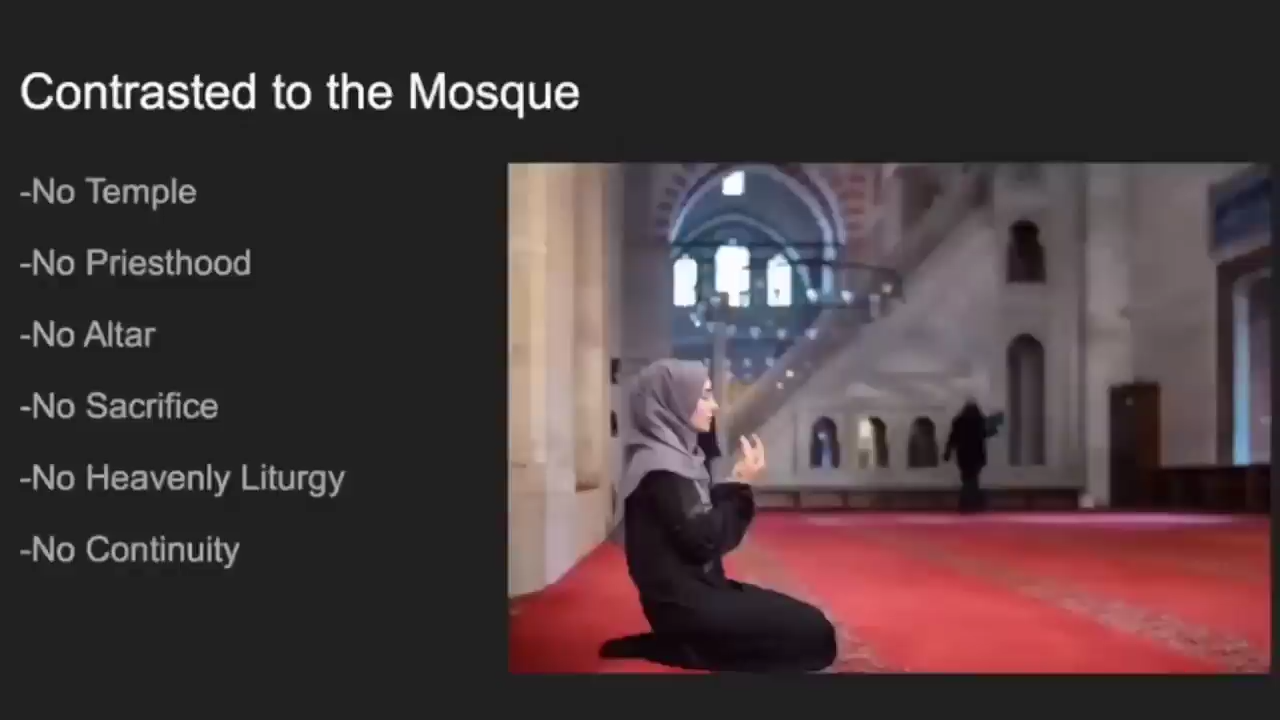 Contrasted to the Mosque
-No Temple
-No Priesthood
-No Altar
-No Sacrifice
-No Heavenly Liturgy
-No Continuity